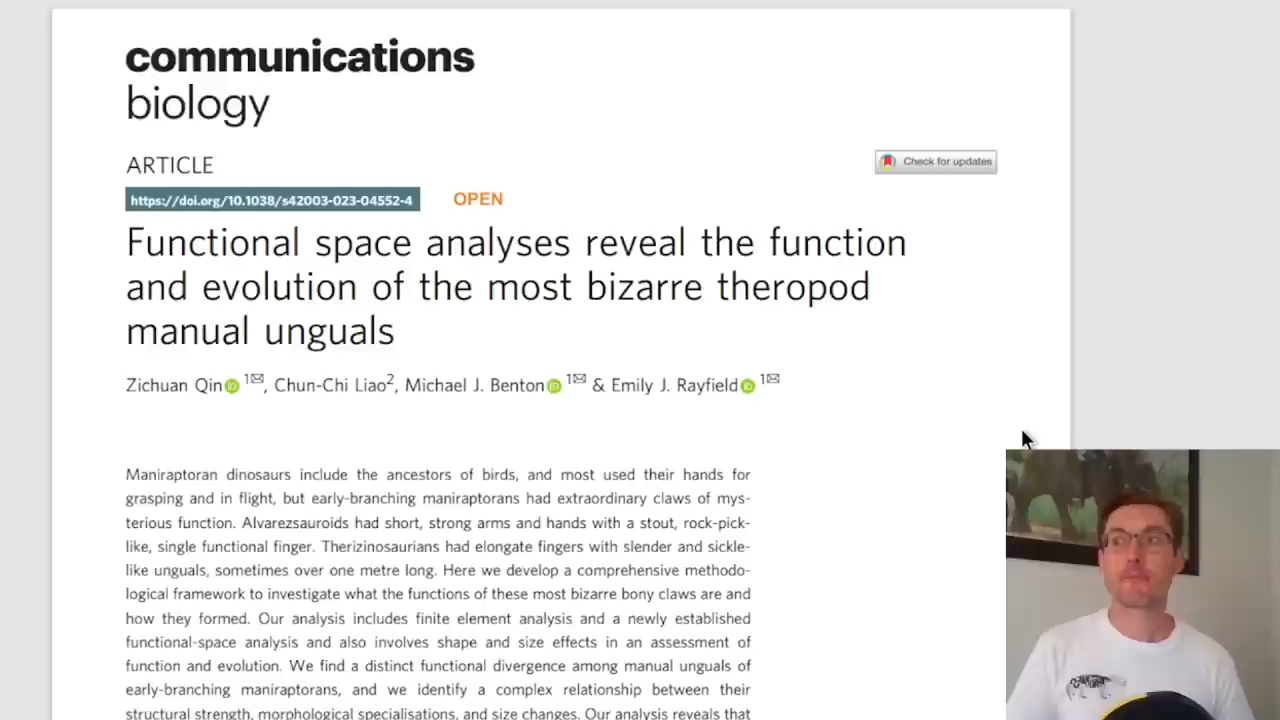 communications
biology
ARTICLE
Check for updates
https://doi.org/10.1038/s42003-023-04552-4 OPEN
Functional space analyses reveal the function
and evolution of the most bizarre theropod
manual unguals
Zichuan Qin 1✉, Chun-Chi Liao2, Michael J. Benton 1✉ & Emily J. Rayfield 1✉
Maniraptoran dinosaurs include the ancestors of birds, and most used their hands for
grasping and in flight, but early-branching maniraptorans had extraordinary claws of mys-
terious function. Alvarezsauroids had short, strong arms and hands with a stout, rock-pick-
like, single functional finger. Therizinosaurians had elongate fingers with slender and sickle-
like unguals, sometimes over one metre long. Here we develop a comprehensive methodo-
logical framework to investigate what the functions of these most bizarre bony claws are and
how they formed. Our analysis includes finite element analysis and a newly established
functional-space analysis and also involves shape and size effects in an assessment of
function and evolution. We find a distinct functional divergence among manual unguals of
early-branching maniraptorans, and we identify a complex relationship between their
structural strength, morphological specialisations, and size changes. Our analysis reveals that